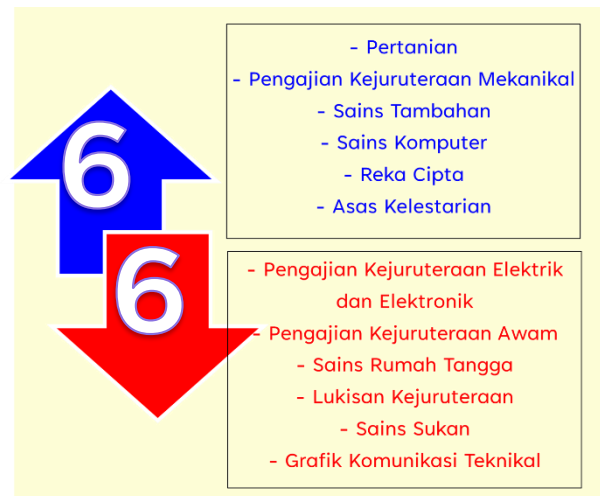 6
- Pertanian
- Pengajian Kejuruteraan Mekanikal
- Sains Tambahan
- Sains Komputer
- Reka Cipta
- Asas Kelestarian
6
- Pengajian Kejuruteraan Elektrik
dan Elektronik
- Pengajian Kejuruteraan Awam
- Sains Rumah Tangga
- Lukisan Kejuruteraan
- Sains Sukan
- Grafik Komunikasi Teknikal